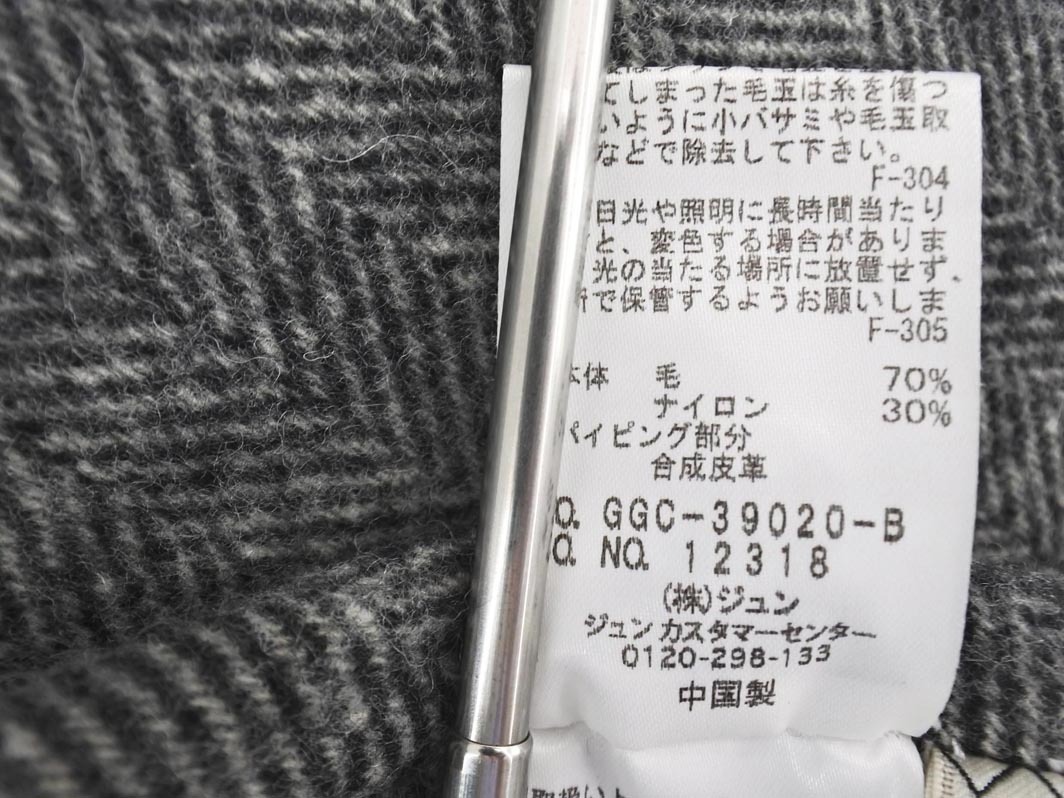 てしまった毛玉は糸を傷つ
いように小バサミや毛玉取
などで除去して下さい。
F-304
日光や照明に長時間当たり
と、変色する場合がありま
光の当たる場所に放置せず、
で保管するようお願いしま
F-305
本体 毛 70%
ナイロン 30%
パイピング部分
合成皮革
O. GGC-39020-B
O. NO. 12318
(株)ジュン
ジュンカスタマーセンター
0120-298-133
中国製